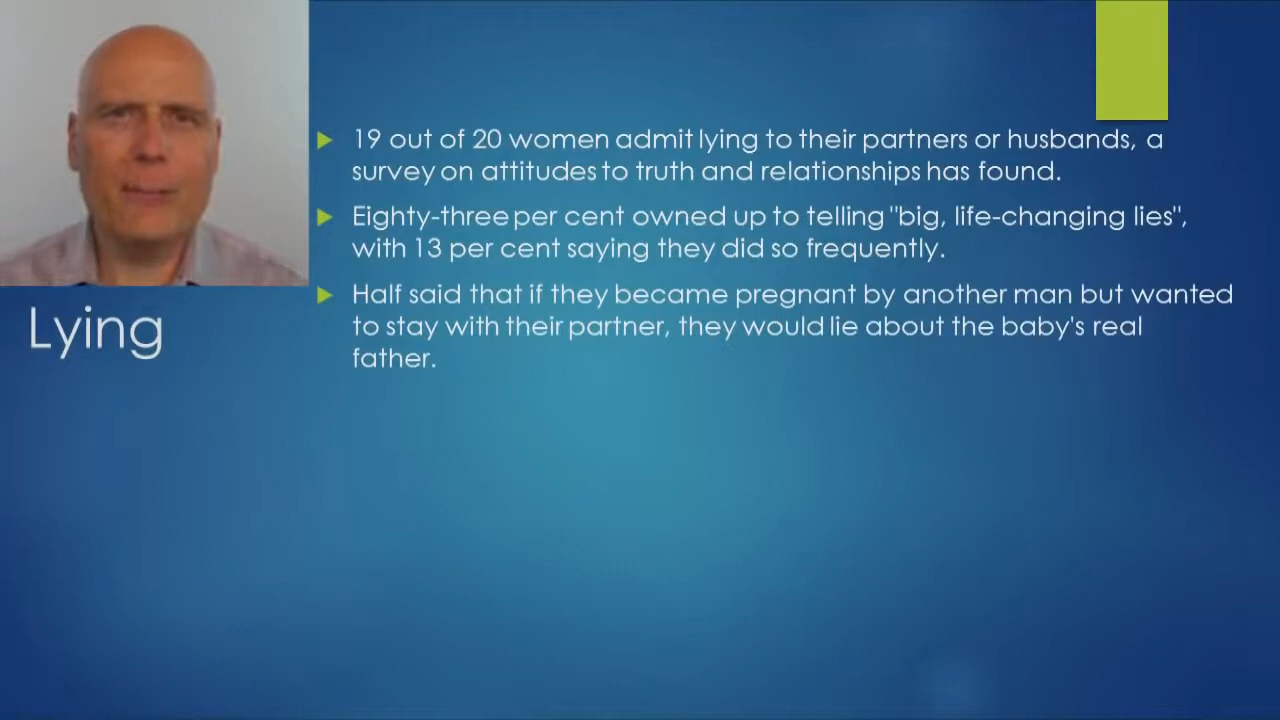 19 out of 20 women admit lying to their partners or husbands, a
survey on attitudes to truth and relationships has found.
Eighty-three per cent owned up to telling "big, life-changing lies",
with 13 per cent saying they did so frequently.
Half said that if they became pregnant by another man but wanted
to stay with their partner, they would lie about the baby's real
father.
Lying